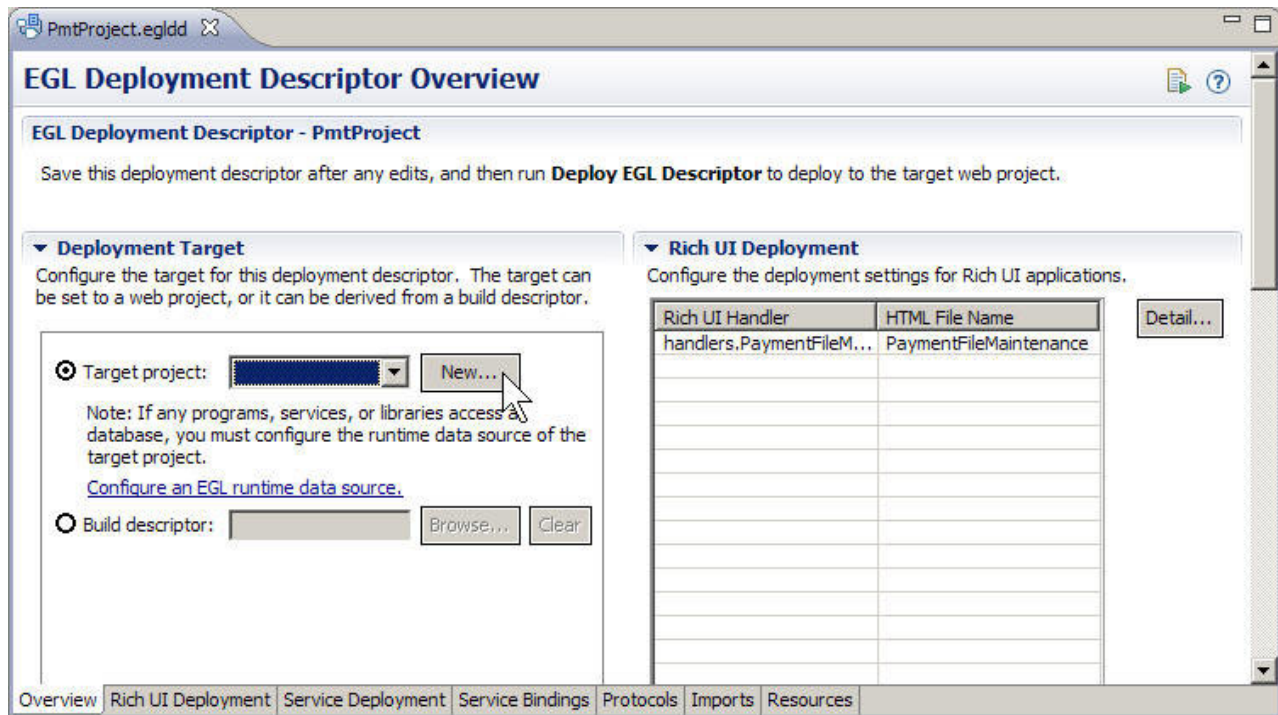 PmtProject.egldd
EGL Deployment Descriptor Overview
EGL Deployment Descriptor - PmtProject
Save this deployment descriptor after any edits, and then run Deploy EGL Descriptor to deploy to the target web project.
Deployment Target
Configure the target for this deployment descriptor. The target can
be set to a web project, or it can be derived from a build descriptor.
Target project:
New...
Note: If any programs, services, or libraries access a
database, you must configure the runtime data source of the
target project.
Configure an EGL runtime data source.
Build descriptor:
Browse...
Clear
Rich UI Deployment
Configure the deployment settings for Rich UI applications.
Rich UI Handler HTML File Name
handlers.PaymentFileM... PaymentFileMaintenance
Detail...
Overview Rich UI Deployment Service Deployment Service Bindings Protocols Imports Resources